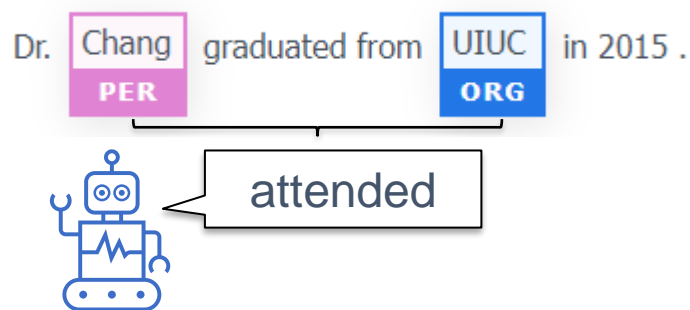 Dr. Chang graduated from UIUC in 2015 .
PER ORG
attended